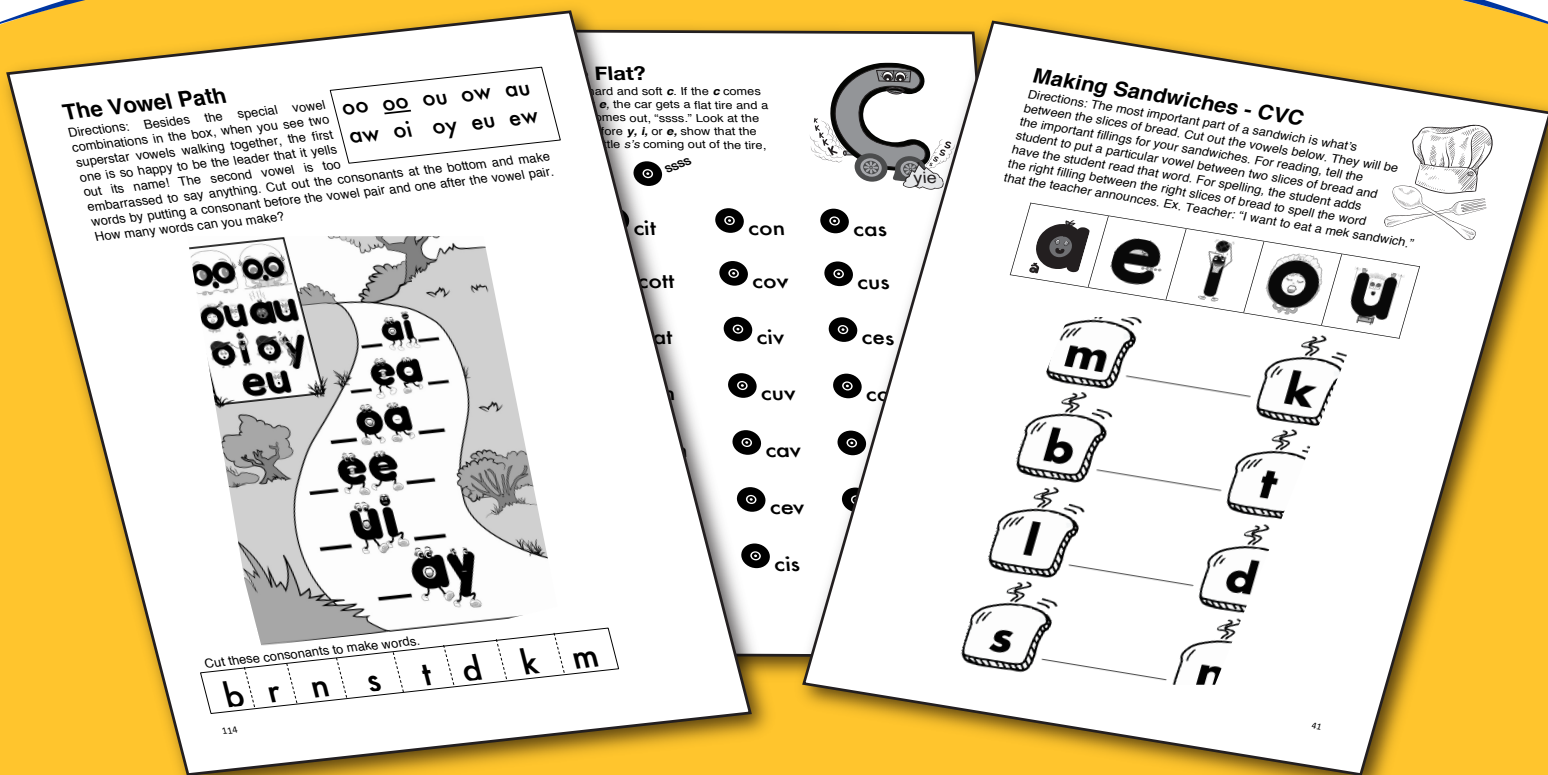 The Vowel Path
Directions: Besides the special vowel
combinations in the box, when you see two
superstar vowels walking together, the first
one is so happy to be the leader that it yells
out its name! The second vowel is too
embarrassed to say anything. Cut out the consonants at the bottom and make
words by putting a consonant before the vowel pair and one after the vowel pair.
How many words can you make?
oo oo ou ow au
aw oi oy eu ew
oo oo
ou au
oi oy
eu
ai
ea
oa
ee
ui
ay
Cut these consonants to make words.
b r n s t d k m
114
Flat?
hard and soft c. If the c comes
e, the car gets a flat tire and a
comes out, "ssss." Look at the
before y, i, or e, show that the
little s's coming out of the tire,
ssss
C
yie
cit con cas
cott cov cus
at civ ces
cuv
cav
cev
cis
Making Sandwiches - CVC
Directions: The most important part of a sandwich is what's
between the slices of bread. Cut out the vowels below. They will be
the important fillings for your sandwiches. For reading, tell the
student to put a particular vowel between two slices of bread and
have the student read that word. For spelling, the student adds
the right filling between the right slices of bread to spell the word
that the teacher announces. Ex. Teacher: "I want to eat a mek sandwich."
a e i o u
m k
b t
l d
s n
41